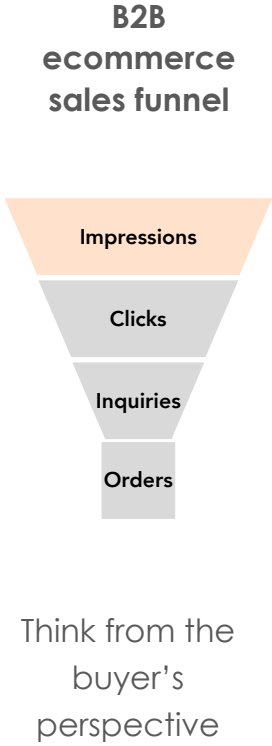 B2B
ecommerce
sales funnel
Impressions
Clicks
Inquiries
Orders
Think from the
buyer’s
perspective